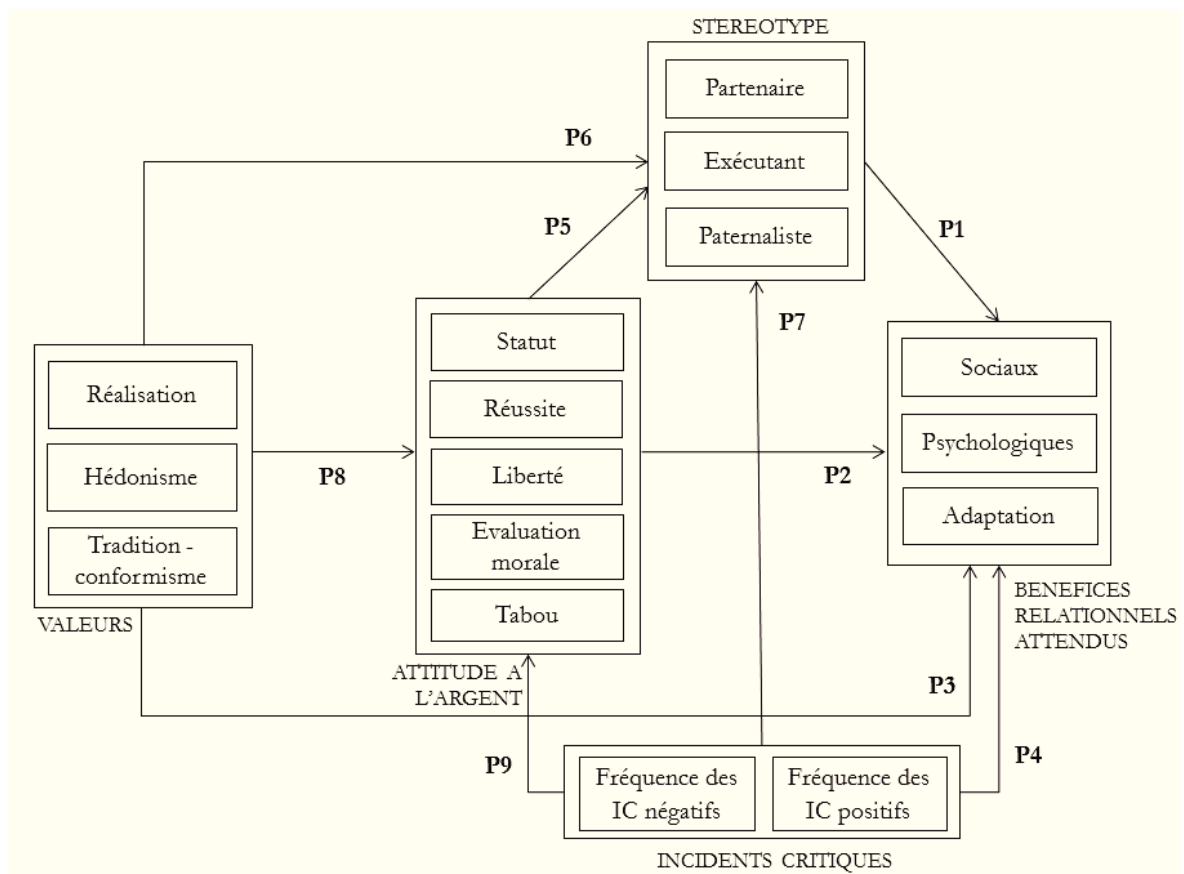 STEREOTYPE
Partenaire
Exécutant
Paternaliste
P6
P5
P1
P7
Statut
Réussite
Liberté
Evaluation
morale
Tabou
ATTITUDE A
L'ARGENT
Réalisation
Hédonisme
Tradition -
conformisme
VALEURS
P8
P2
Sociaux
Psychologiques
Adaptation
BENEFICES
RELATIONNELS
ATTENDUS
P3
P4
P9
Fréquence des
IC négatifs
Fréquence des
IC positifs
INCIDENTS CRITIQUES